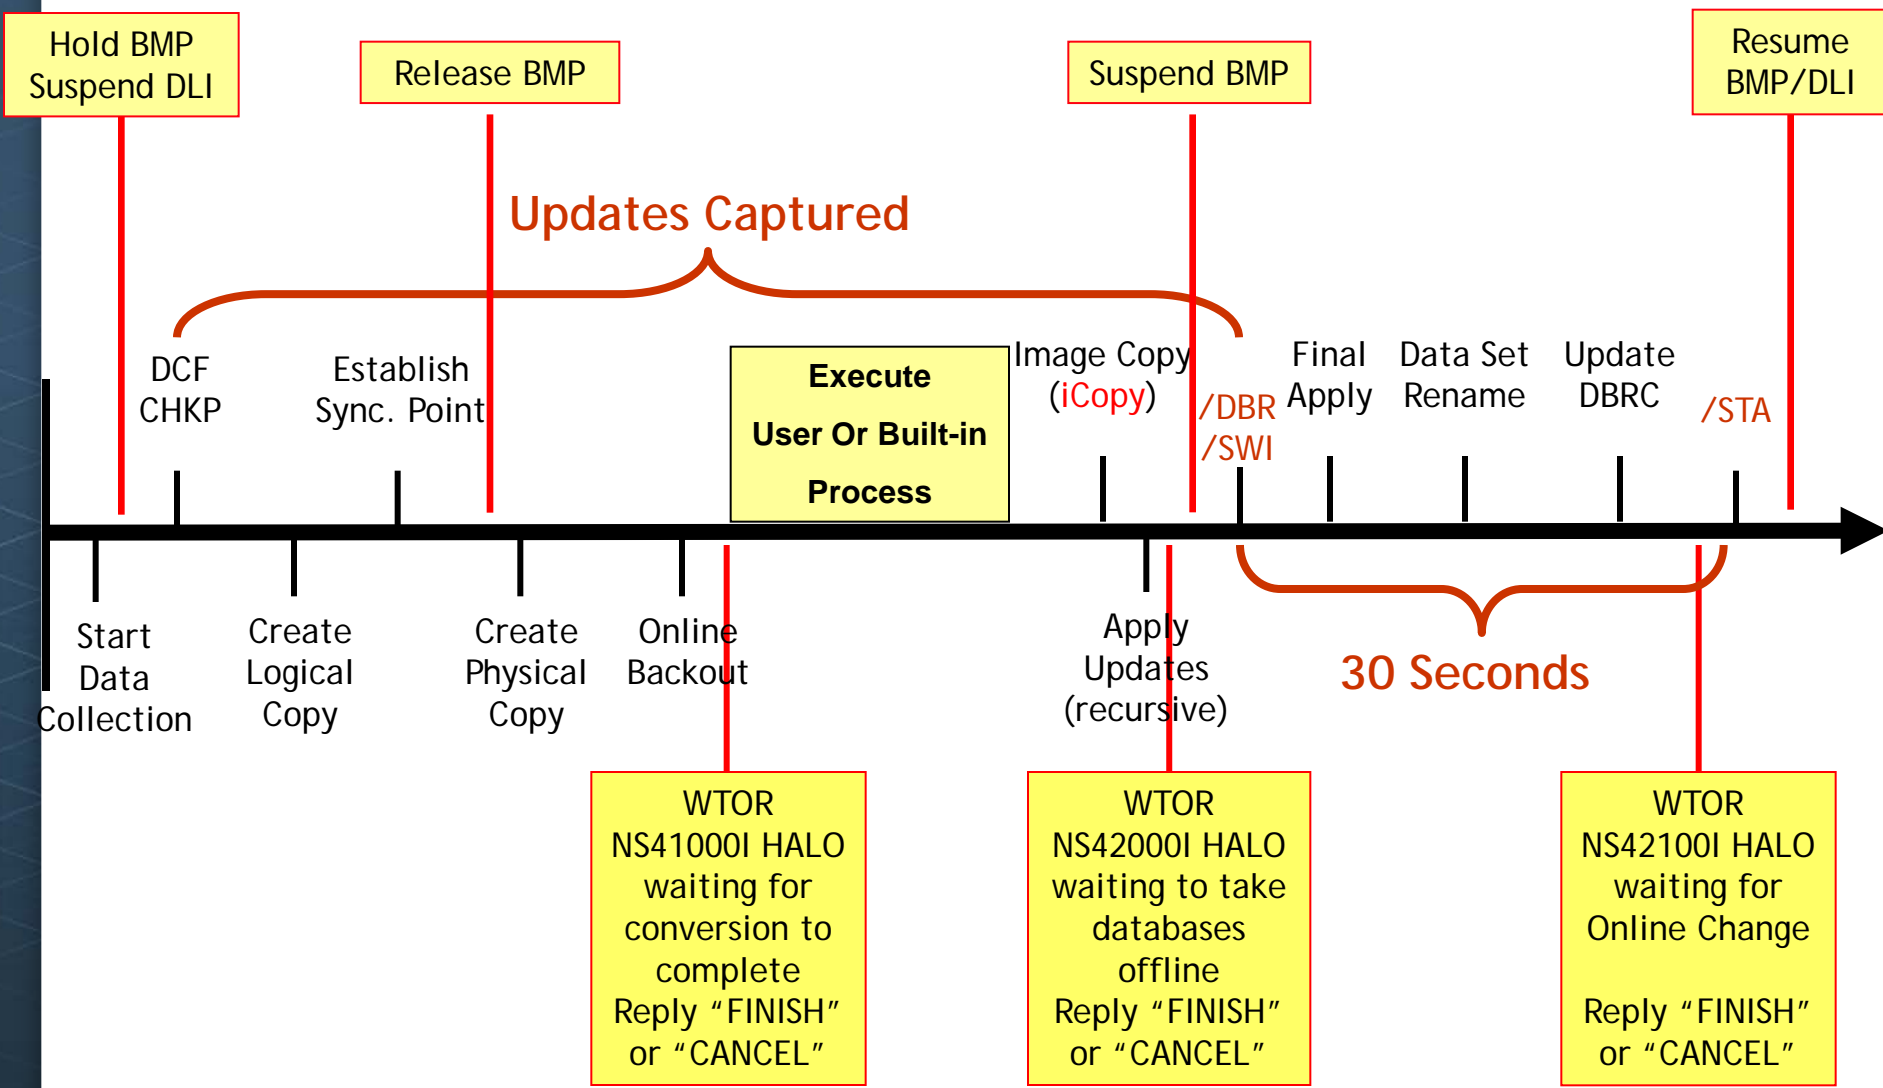 Hold BMP
Suspend DLI
Release BMP
Suspend BMP
Resume
BMP/DLI
Updates Captured
DCF
CHKP
Establish
Sync. Point
Execute
User Or Built-in
Process
Image Copy
(iCopy)
/DBR
/SWI
Final
Apply
Data Set
Rename
Update
DBRC
/STA
Start
Data
Collection
Create
Logical
Copy
Create
Physical
Copy
Online
Backout
Apply
Updates
(recursive)
30 Seconds
WTOR
NS41000I HALO
waiting for
conversion to
complete
Reply “FINISH”
or “CANCEL”
WTOR
NS42000I HALO
waiting to take
databases
offline
Reply “FINISH”
or “CANCEL”
WTOR
NS42100I HALO
waiting for
Online Change
Reply “FINISH”
or “CANCEL”